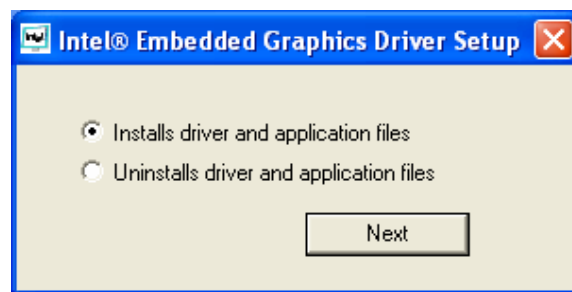 Intel® Embedded Graphics Driver Setup
Installs driver and application files
Uninstalls driver and application files
Next